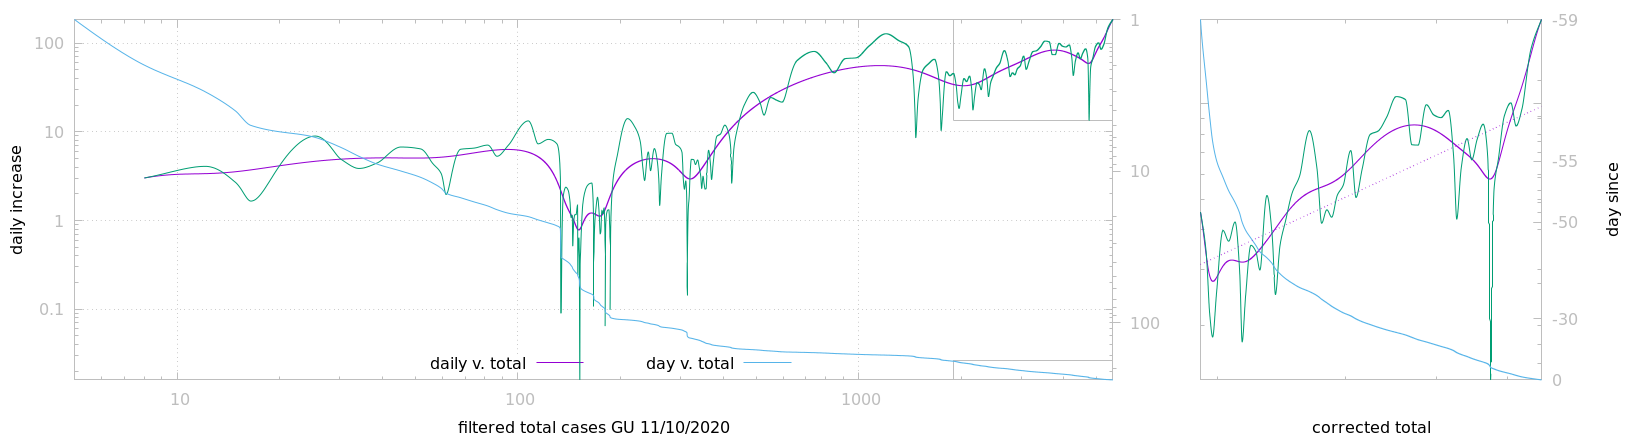 daily increase
100
10
1
0.1
10
100
1000
1
10
100
daily v. total
day v. total
filtered total cases GU 11/10/2020
-59
-55
-50
-30
0
day since
corrected total